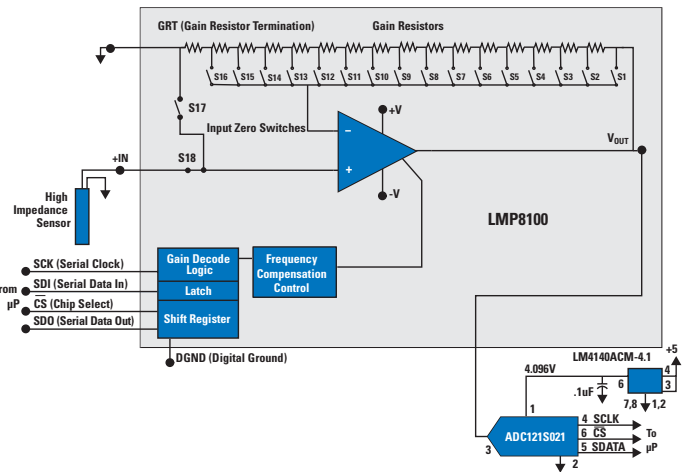 GRT (Gain Resistor Termination) Gain Resistors
S16 S15 S14 S13 S12 S11 S10 S9 S8 S7 S6 S5 S4 S3 S2 S1
S17
Input Zero Switches
+V
−
VOUT
+IN
S18
+
-V
High
Impedance
Sensor
LMP8100
SCK (Serial Clock)
SDI (Serial Data In)
CS (Chip Select)
SDO (Serial Data Out)
rom
µP
Gain Decode
Logic
Latch
Shift Register
Frequency
Compensation
Control
DGND (Digital Ground)
LM4140ACM-4.1
+5
4.096V
.1uF
6
4
3
7,8
1,2
1
ADC121S021
3
4 SCLK
6 CS
5 SDATA
2
To
µP